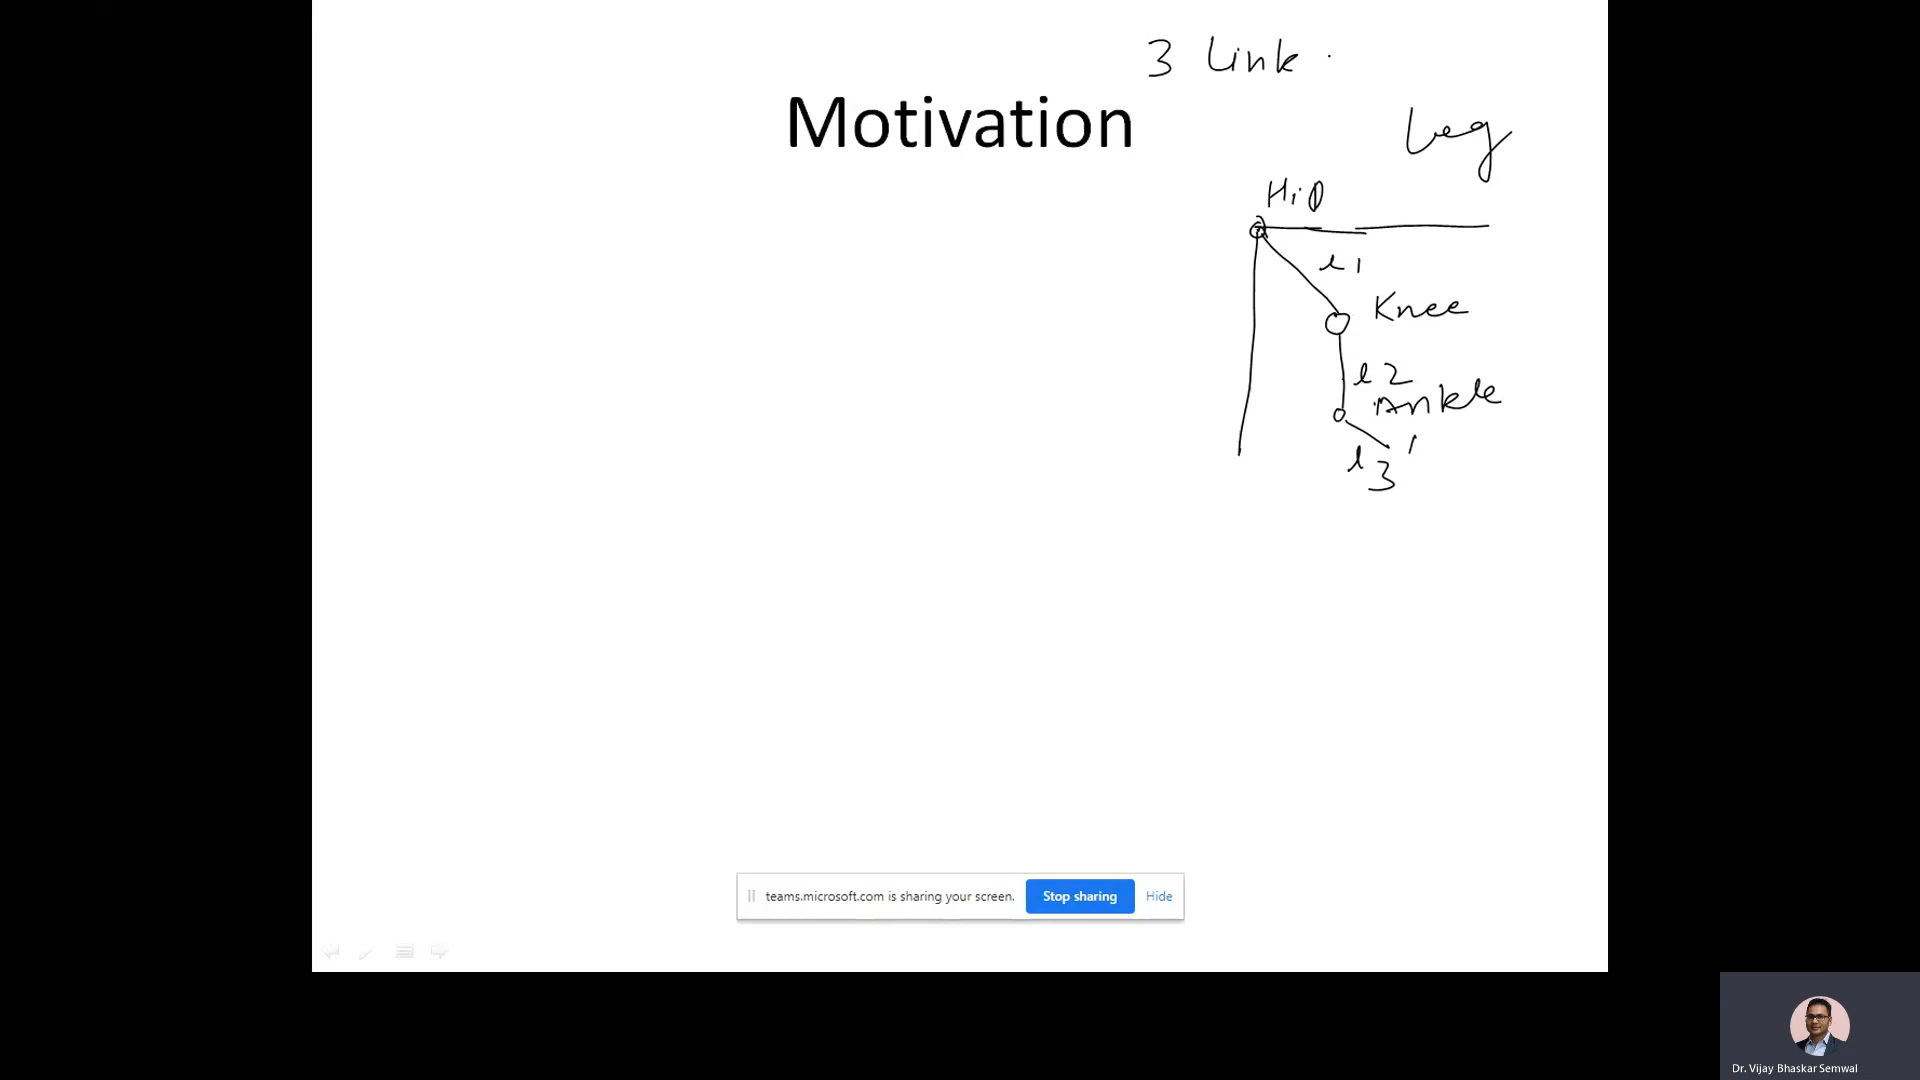 3 Link .
Motivation
Leg
Hip
l1
Knee
l2
Ankle
l3
teams.microsoft.com is sharing your screen. Stop sharing Hide
Dr. Vijay Bhaskar Semwal